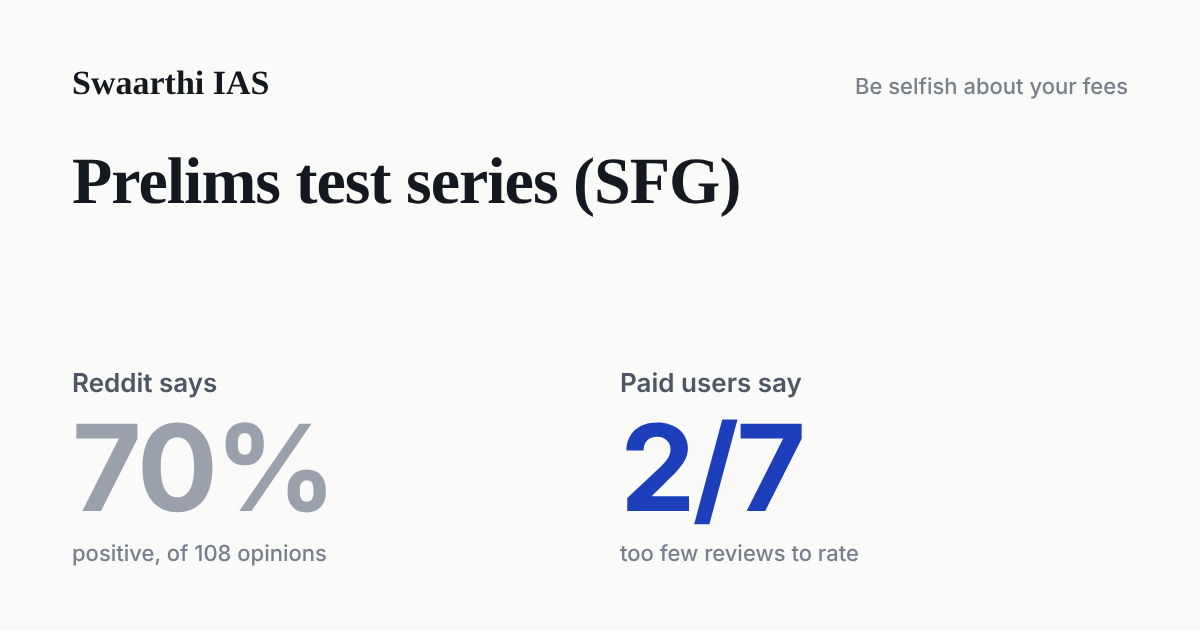 Swaarthi IAS
Be selfish about your fees
Prelims test series (SFG)
Reddit says
70%
positive, of 108 opinions
Paid users say
2/7
too few reviews to rate